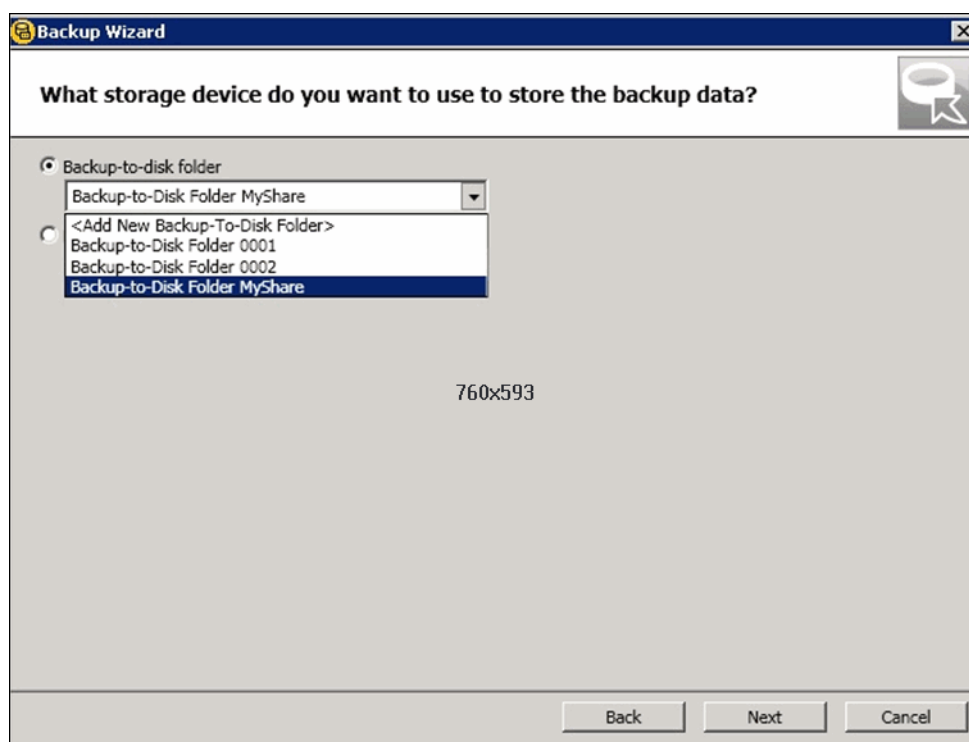 Backup Wizard
What storage device do you want to use to store the backup data?
Backup-to-disk folder
Backup-to-Disk Folder MyShare
<Add New Backup-To-Disk Folder>
Backup-to-Disk Folder 0001
Backup-to-Disk Folder 0002
Backup-to-Disk Folder MyShare
760x593
Back
Next
Cancel